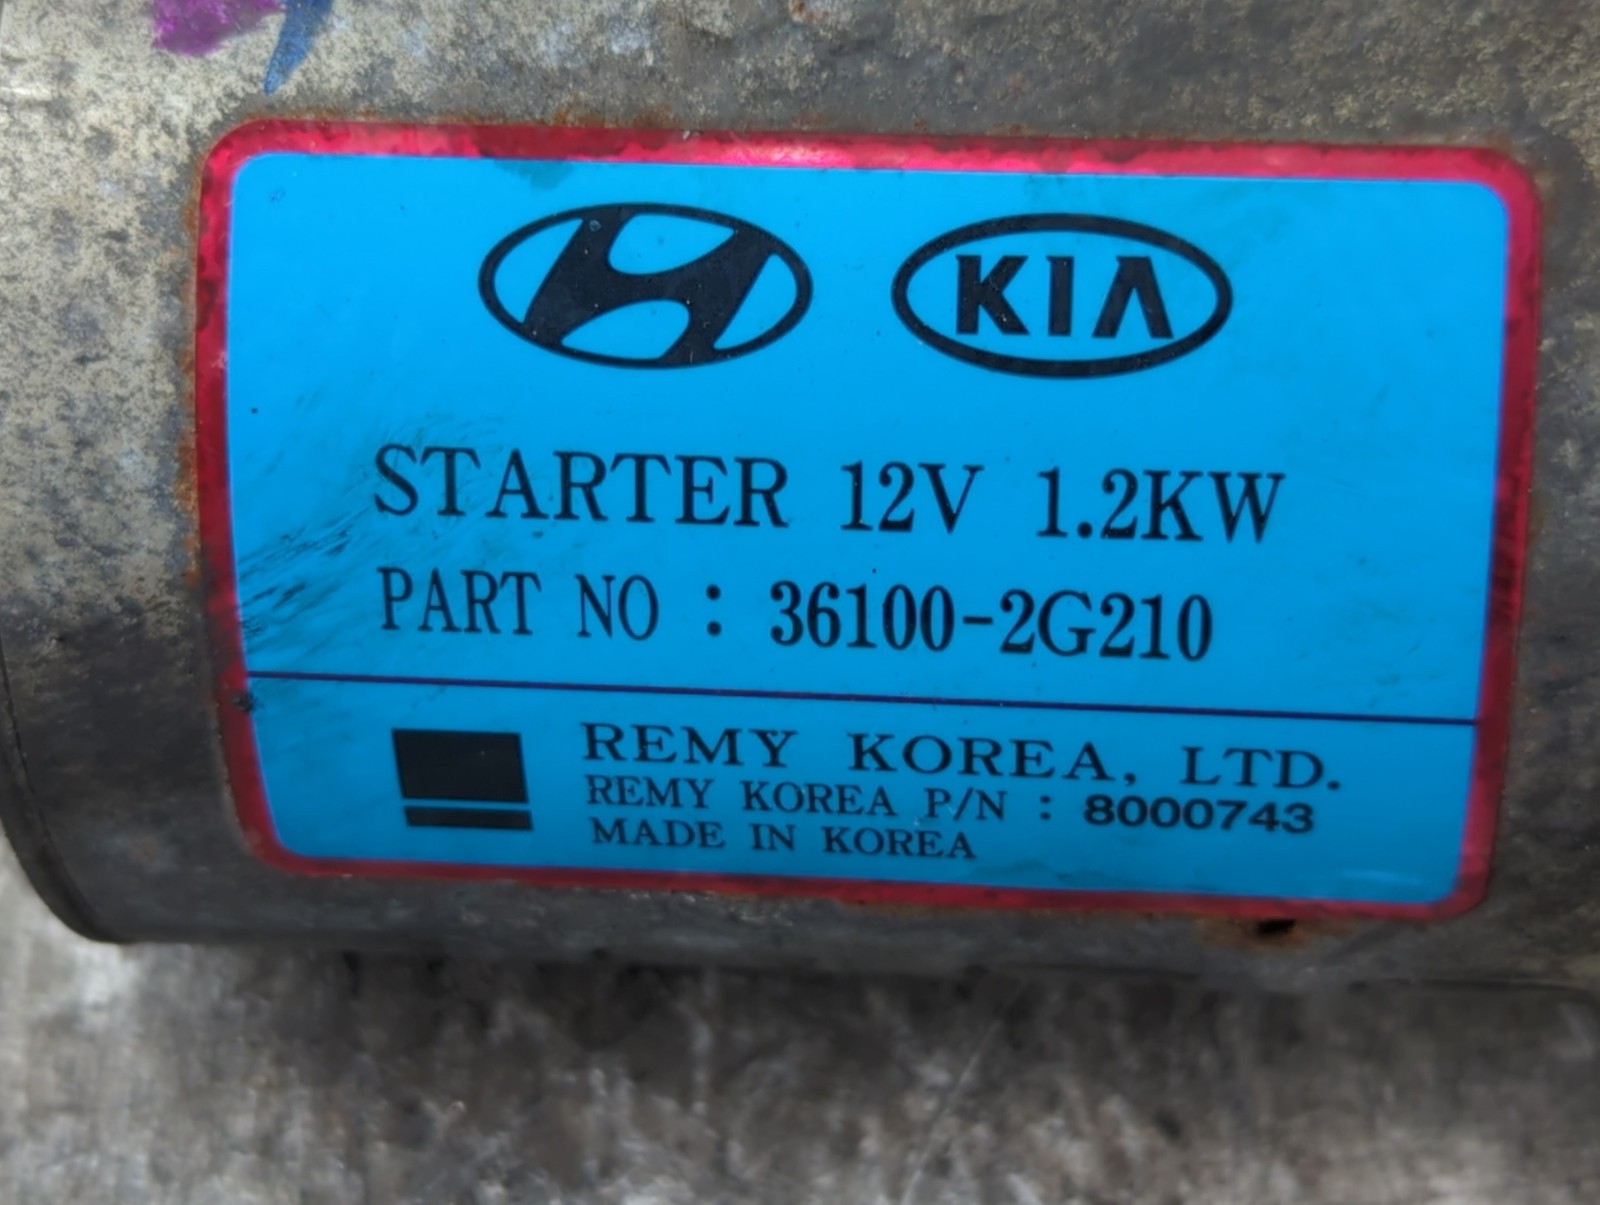 KIA
STARTER 12V 1.2KW
PART NO : 36100-2G210
REMY KOREA, LTD.
REMY KOREA P/N : 8000743
MADE IN KOREA